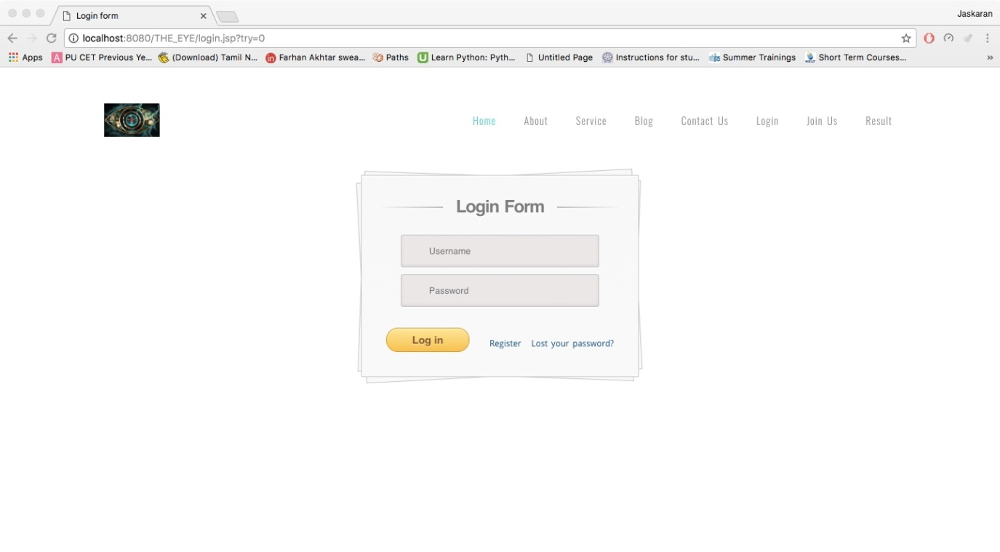 Login form
Jaskaran
localhost:8080/THE_EYE/login.jsp?try=0
Apps PU CET Previous Ye... (Download) Tamil N... Farhan Akhtar swea... Paths Learn Python: Pyth... Untitled Page Instructions for stu... Summer Trainings Short Term Courses... »
Home About Service Blog Contact Us Login Join Us Result
Login Form
Username
Password
Log in Register Lost your password?